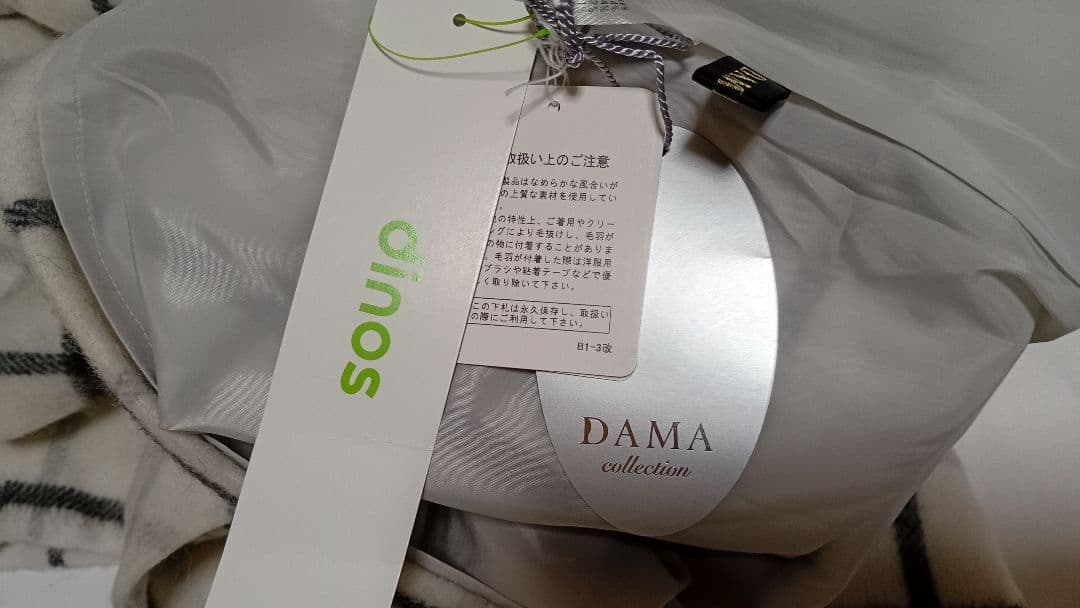 soujo
取扱い上のご注意
製品はなめらかな風合いが
の上質な素材を使用してい
。
の特性上、ご着用やクリー
ングにより毛抜けし、毛羽が
の物に付着することがありま
。毛羽が付着した際は洋服用
ブラシや粘着テープなどで優
しく取り除いて下さい。
この下札は永久保存し、取扱い
の際にご利用して下さい。
B1-3改
DAMA
collection